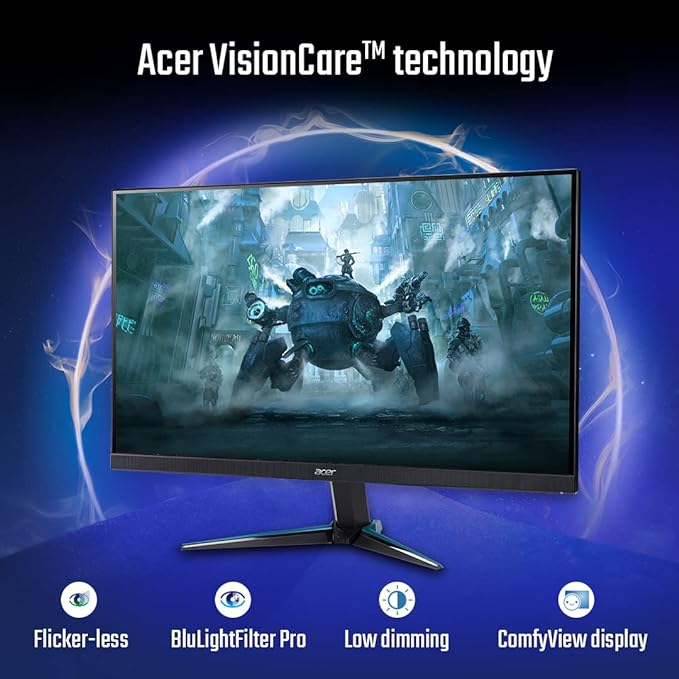 Acer VisionCare™ technology
acer
Flicker-less
BluLightFilter Pro
Low dimming
ComfyView display